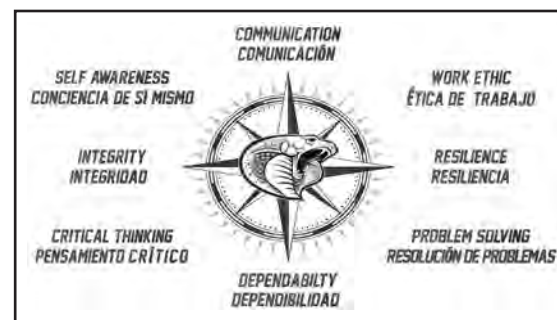 COMMUNICATION
COMUNICACIÓN
SELF AWARENESS
CONCIENCIA DE SÍ MISMO
WORK ETHIC
ÉTICA DE TRABAJO
INTEGRITY
INTEGRIDAD
RESILIENCE
RESILIENCIA
CRITICAL THINKING
PENSAMIENTO CRÍTICO
PROBLEM SOLVING
RESOLUCIÓN DE PROBLEMAS
DEPENDABILTY
DEPENDIBILIDAD